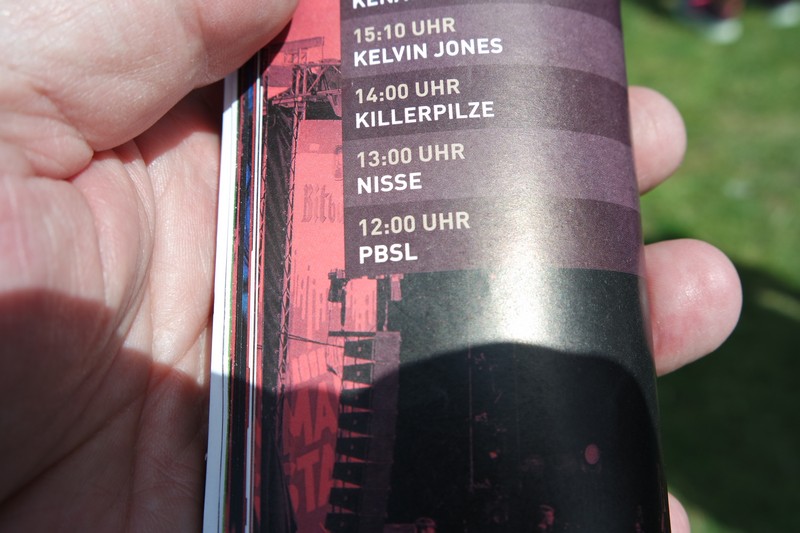 15:10 UHR
KELVIN JONES
14:00 UHR
KILLERPILZE
13:00 UHR
NISSE
12:00 UHR
PBSL